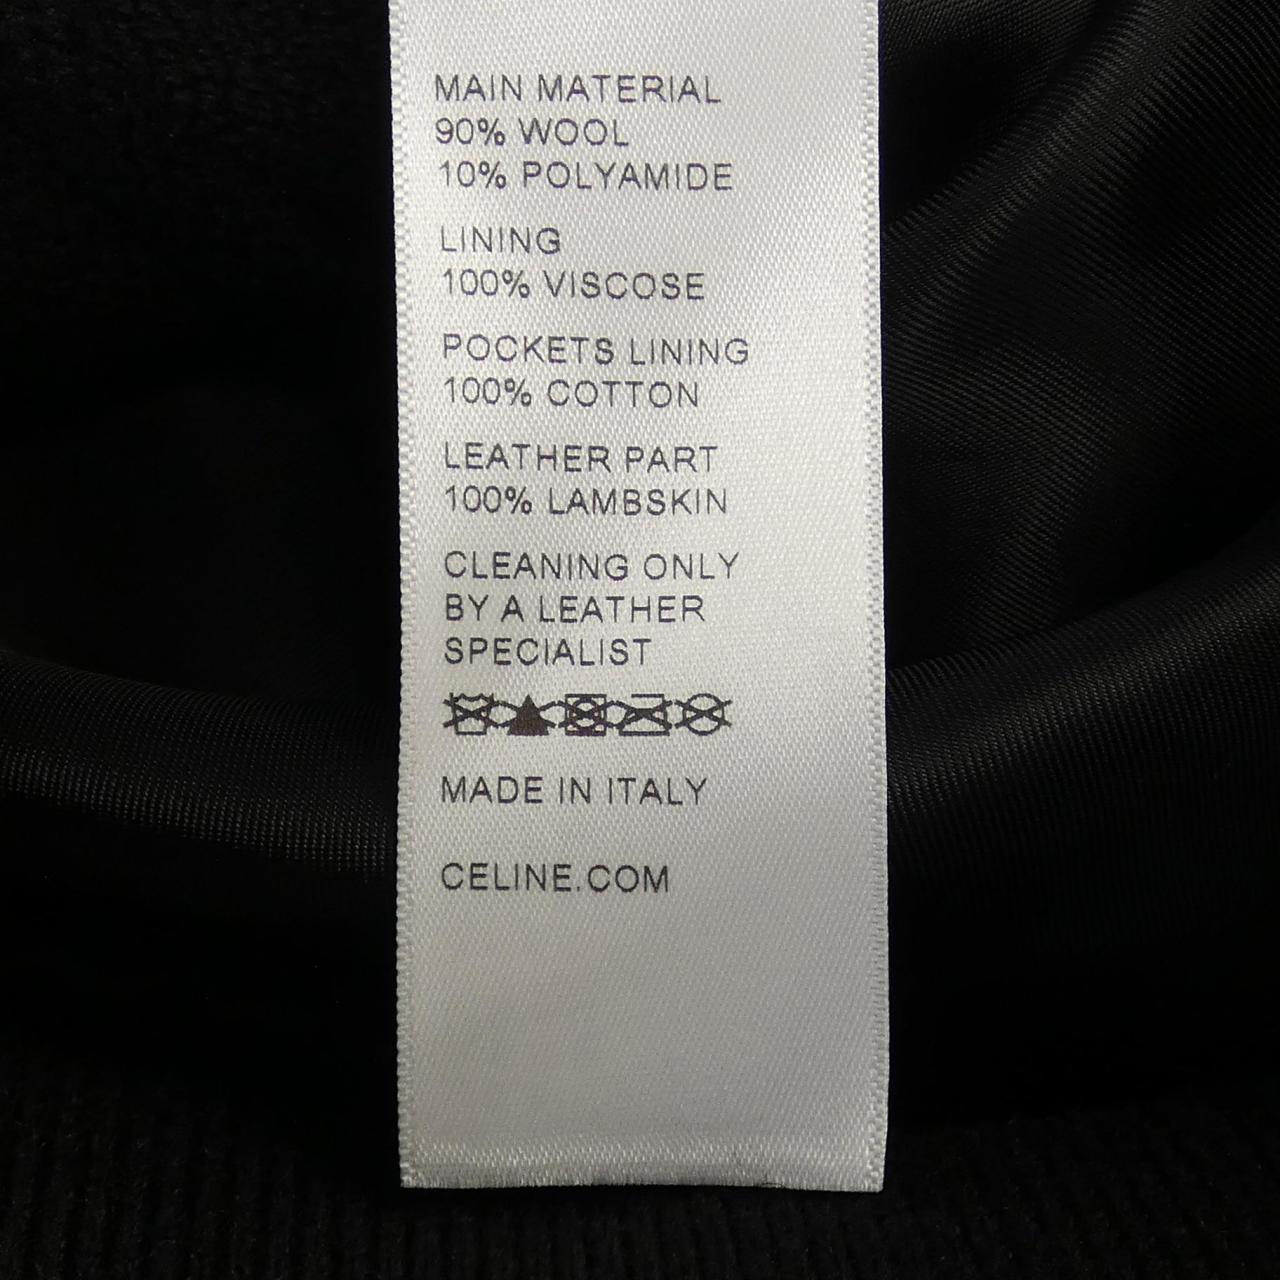 MAIN MATERIAL
90% WOOL
10% POLYAMIDE
LINING
100% VISCOSE
POCKETS LINING
100% COTTON
LEATHER PART
100% LAMBSKIN
CLEANING ONLY
BY A LEATHER
SPECIALIST
MADE IN ITALY
CELINE.COM